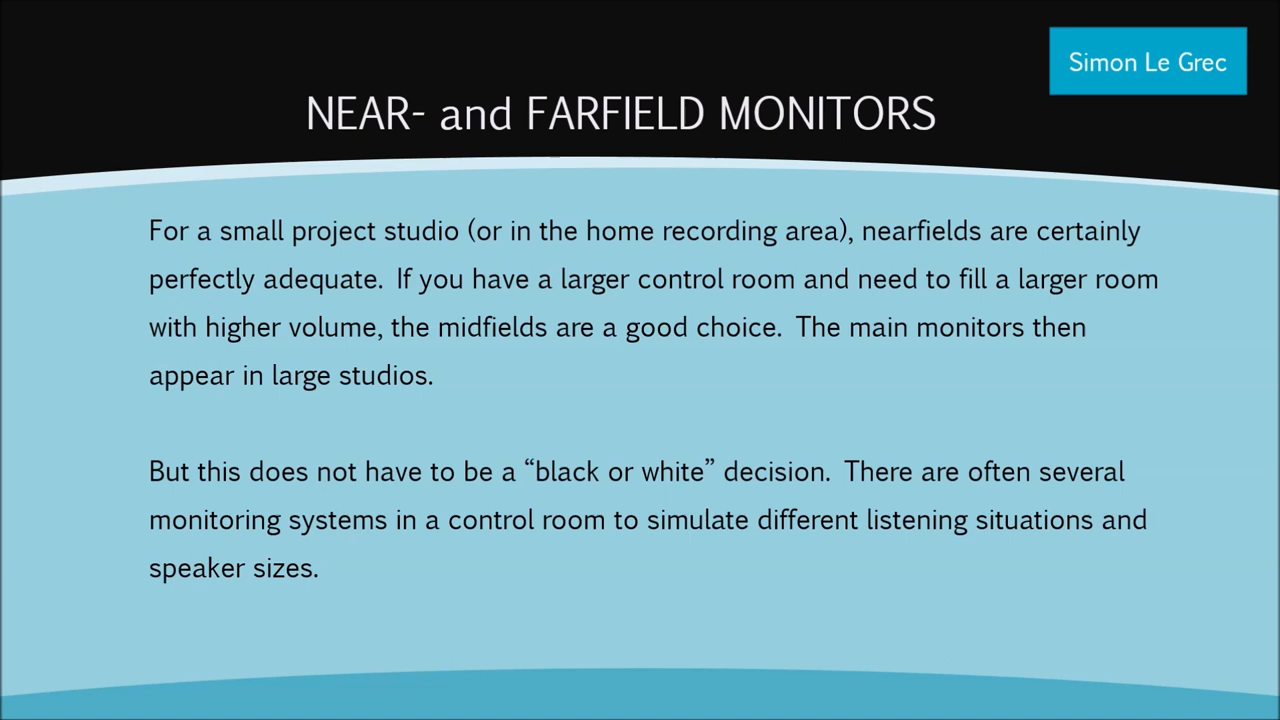 Simon Le Grec
NEAR- and FARFIELD MONITORS
For a small project studio (or in the home recording area), nearfields are certainly
perfectly adequate. If you have a larger control room and need to fill a larger room
with higher volume, the midfields are a good choice. The main monitors then
appear in large studios.
But this does not have to be a “black or white” decision. There are often several
monitoring systems in a control room to simulate different listening situations and
speaker sizes.